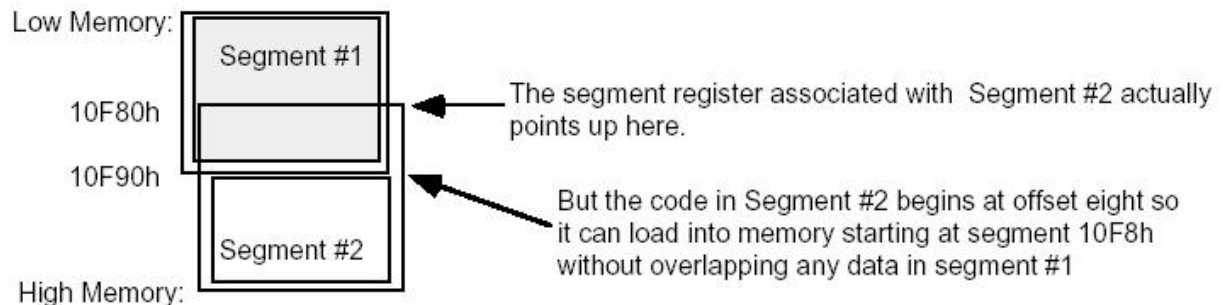 Low Memory:
Segment #1
10F80h
The segment register associated with Segment #2 actually
points up here.
10F90h
But the code in Segment #2 begins at offset eight so
it can load into memory starting at segment 10F8h
without overlapping any data in segment #1
Segment #2
High Memory: